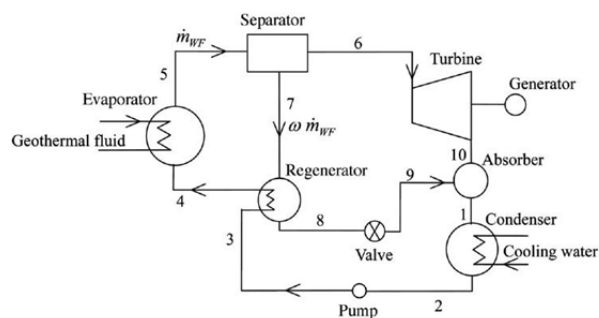 Separator
ṁ_WF
6
Turbine
5
Generator
Evaporator
7
ω ṁ_WF
Geothermal fluid
10
Absorber
Regenerator
9
4
8
1
Condenser
3
Valve
Cooling water
Pump
2